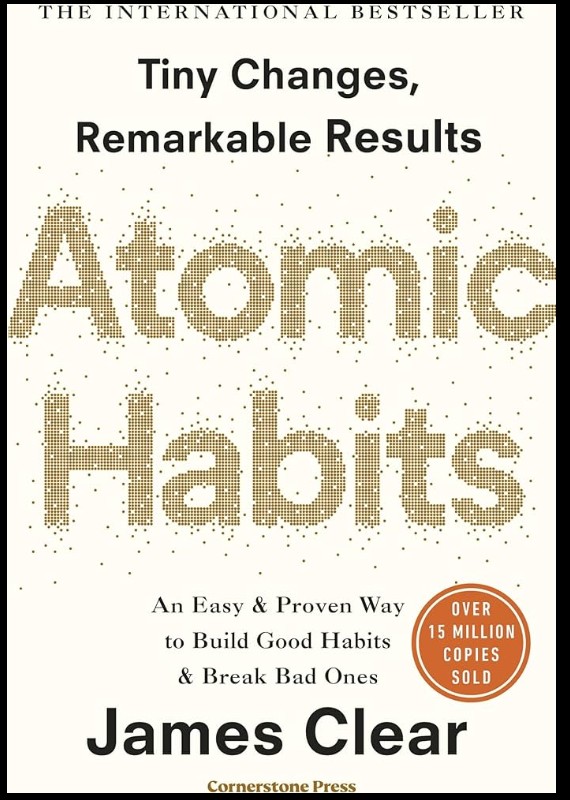 THE INTERNATIONAL BESTSELLER
Tiny Changes,
Remarkable Results
Atomic
Habits
An Easy & Proven Way
to Build Good Habits
& Break Bad Ones
OVER
15 MILLION
COPIES
SOLD
James Clear
Cornerstone Press